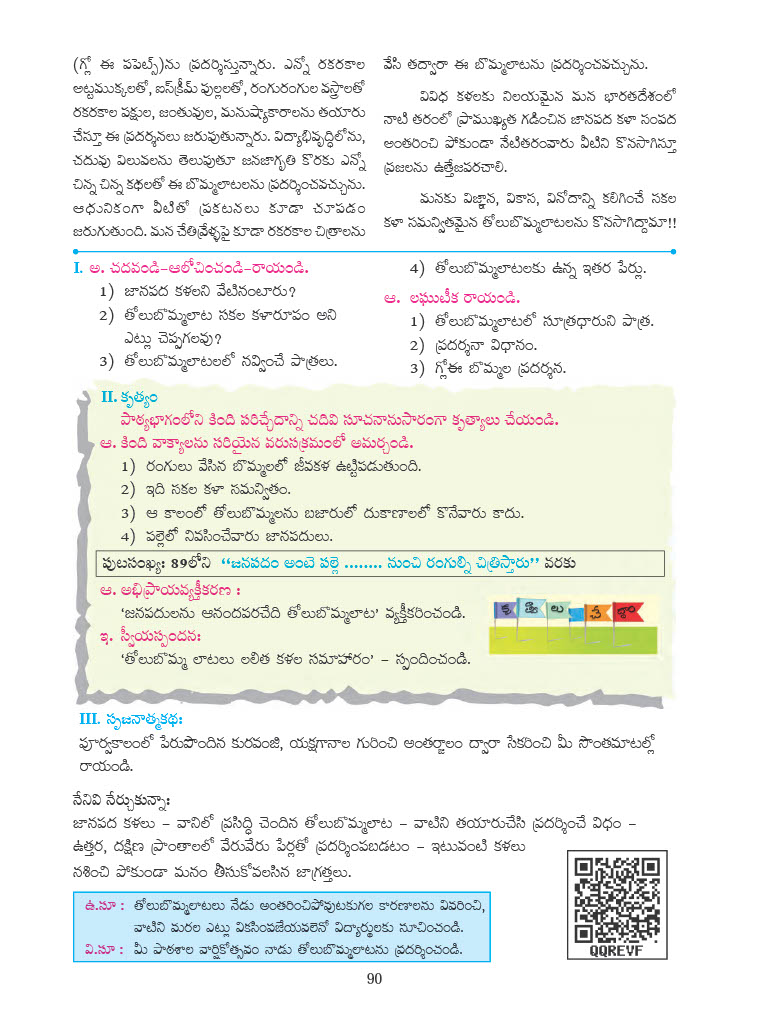 (గ్లో ఈ పపెట్స్)ను ప్రదర్శిస్తున్నారు. ఎన్నో రకరకాల
అట్టముక్కలతో, ఐస్‌క్రీమ్ పుల్లలతో, రంగురంగుల వస్త్రాలతో
రకరకాల పక్షుల, జంతువుల, మనుష్యాకారాలను తయారు
చేస్తూ ఈ ప్రదర్శనలు జరుపుతున్నారు. విద్యాభివృద్ధిలోను,
చదువు విలువలను తెలుపుతూ జనజాగృతి కొరకు ఎన్నో
చిన్న చిన్న కథలతో ఈ బొమ్మలాటలను ప్రదర్శించవచ్చును.
ఆధునికంగా వీటితో ప్రకటనలు కూడా చూపడం
జరుగుతుంది. మన చేతివ్రేళ్ళపై కూడా రకరకాల చిత్రాలను
వేసి తద్వారా ఈ బొమ్మలాటను ప్రదర్శించవచ్చును.
వివిధ కళలకు నిలయమైన మన భారతదేశంలో
నాటి తరంలో ప్రాముఖ్యత గడించిన జానపద కళా సంపద
అంతరించి పోకుండా నేటితరంవారు వీటిని కొనసాగిస్తూ
ప్రజలను ఉత్తేజపరచాలి.
మనకు విజ్ఞాన, వికాస, వినోదాన్ని కలిగించే సకల
కళా సమన్వితమైన తోలుబొమ్మలాటలను కొనసాగిద్దామా!!
I. అ. చదవండి-ఆలోచించండి-రాయండి.
1) జానపద కళలని వేటినంటారు?
2) తోలుబొమ్మలాట సకల కళారూపం అని
ఎట్లు చెప్పగలవు?
3) తోలుబొమ్మలాటలలో నవ్వించే పాత్రలు.
4) తోలుబొమ్మలాటలకు ఉన్న ఇతర పేర్లు.
ఆ. లఘుటీక రాయండి.
1) తోలుబొమ్మలాటలో సూత్రధారుని పాత్ర.
2) ప్రదర్శనా విధానం.
3) గ్లోఈ బొమ్మల ప్రదర్శన.
II. కృత్యం
పాఠ్యభాగంలోని కింది పరిచ్ఛేదాన్ని చదివి సూచనానుసారంగా కృత్యాలు చేయండి.
ఆ. కింది వాక్యాలను సరియైన వరుసక్రమంలో అమర్చండి.
1) రంగులు వేసిన బొమ్మలలో జీవకళ ఉట్టిపడుతుంది.
2) ఇది సకల కళా సమన్వితం.
3) ఆ కాలంలో తోలుబొమ్మలను బజారులో దుకాణాలలో కొనేవారు కాదు.
4) పల్లెలో నివసించేవారు జానపదులు.
పుటసంఖ్య: 89లోని “జనపదం అంటె పల్లె ........ నుంచి రంగుల్ని చిత్రిస్తారు” వరకు
ఆ. అభిప్రాయవ్యక్తీకరణ :
‘జనపదులను ఆనందపరచేది తోలుబొమ్మలాట’ వ్యక్తీకరించండి.
ఇ. స్వీయస్పందన:
‘తోలుబొమ్మ లాటలు లలిత కళల సమాహారం’ – స్పందించండి.
III. సృజనాత్మకథ:
పూర్వకాలంలో పేరుపొందిన కురవంజి, యక్షగానాల గురించి అంతర్జాలం ద్వారా సేకరించి మీ సొంతమాటల్లో
రాయండి.
నేనివి నేర్చుకున్నా:
జానపద కళలు – వానిలో ప్రసిద్ధి చెందిన తోలుబొమ్మలాట – వాటిని తయారుచేసి ప్రదర్శించే విధం –
ఉత్తర, దక్షిణ ప్రాంతాలలో వేరువేరు పేర్లతో ప్రదర్శింపబడటం – ఇటువంటి కళలు
నశించి పోకుండా మనం తీసుకోవలసిన జాగ్రత్తలు.
ఉ.సూ : తోలుబొమ్మలాటలు నేడు అంతరించిపోవుటకుగల కారణాలను వివరించి,
వాటిని మరల ఎట్లు వికసింపజేయవలెనో విద్యార్థులకు సూచించండి.
వి.సూ : మీ పాఠశాల వార్షికోత్సవం నాడు తోలుబొమ్మలాటను ప్రదర్శించండి.
QQREVF
90